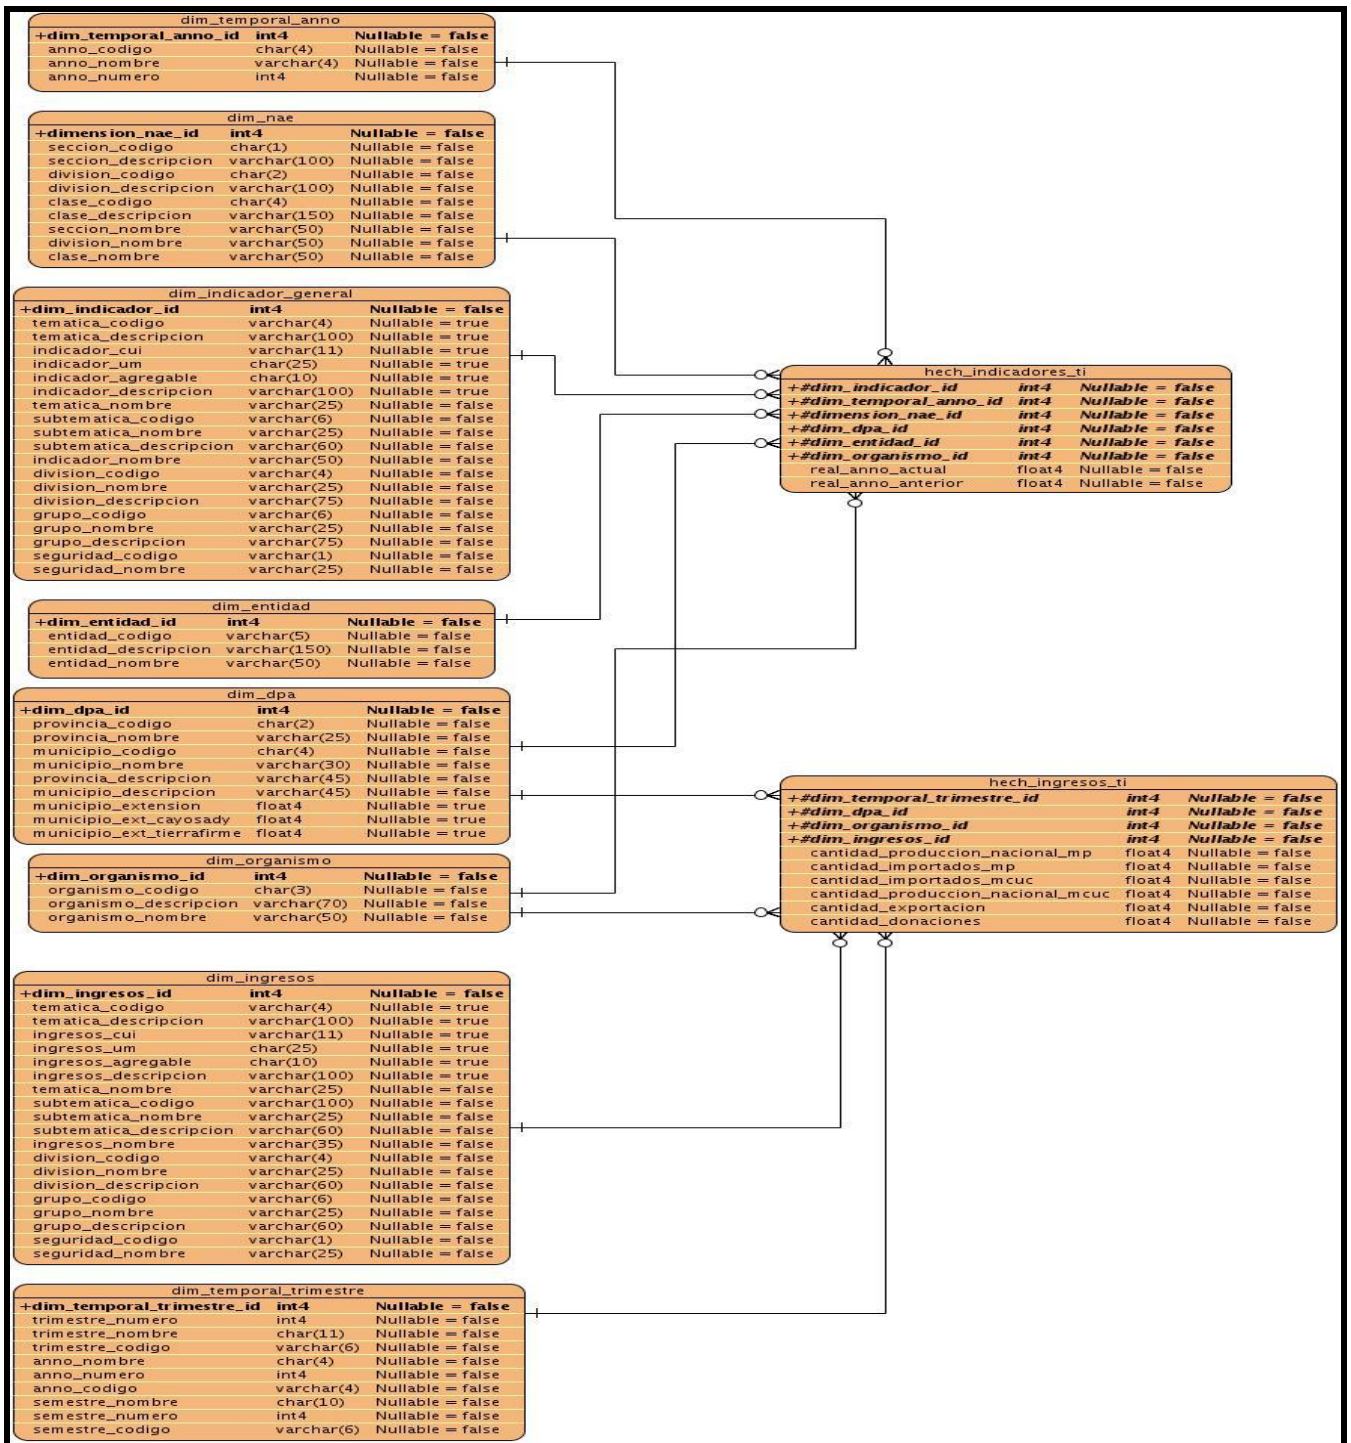 dim_temporal_anno
+dim_temporal_anno_id int4 Nullable = false
anno_codigo char(4) Nullable = false
anno_nombre varchar(4) Nullable = false
anno_numero int4 Nullable = false
dim_nae
+dimension_nae_id int4 Nullable = false
seccion_codigo char(1) Nullable = false
seccion_descripcion varchar(100) Nullable = false
division_codigo char(2) Nullable = false
division_descripcion varchar(100) Nullable = false
clase_codigo char(4) Nullable = false
clase_descripcion varchar(150) Nullable = false
seccion_nombre varchar(50) Nullable = false
division_nombre varchar(50) Nullable = false
clase_nombre varchar(50) Nullable = false
dim_indicador_general
+dim_indicador_id int4 Nullable = false
tematica_codigo varchar(4) Nullable = true
tematica_descripcion varchar(100) Nullable = true
indicador_cui varchar(11) Nullable = true
indicador_um char(25) Nullable = true
indicador_agregable char(10) Nullable = true
indicador_descripcion varchar(100) Nullable = true
tematica_nombre varchar(25) Nullable = false
subtematica_codigo varchar(6) Nullable = false
subtematica_nombre varchar(25) Nullable = false
subtematica_descripcion varchar(60) Nullable = false
indicador_nombre varchar(50) Nullable = false
division_codigo varchar(4) Nullable = false
division_nombre varchar(25) Nullable = false
division_descripcion varchar(75) Nullable = false
grupo_codigo varchar(6) Nullable = false
grupo_nombre varchar(25) Nullable = false
grupo_descripcion varchar(75) Nullable = false
seguridad_codigo varchar(1) Nullable = false
seguridad_nombre varchar(25) Nullable = false
hech_indicadores_ti
+#dim_indicador_id int4 Nullable = false
+#dim_temporal_anno_id int4 Nullable = false
+#dimension_nae_id int4 Nullable = false
+#dim_dpa_id int4 Nullable = false
+#dim_entidad_id int4 Nullable = false
+#dim_organismo_id int4 Nullable = false
real_anno_actual float4 Nullable = false
real_anno_anterior float4 Nullable = false
dim_entidad
+dim_entidad_id int4 Nullable = false
entidad_codigo varchar(5) Nullable = false
entidad_descripcion varchar(150) Nullable = false
entidad_nombre varchar(50) Nullable = false
dim_dpa
+dim_dpa_id int4 Nullable = false
provincia_codigo char(2) Nullable = false
provincia_nombre varchar(25) Nullable = false
municipio_codigo char(4) Nullable = false
municipio_nombre varchar(30) Nullable = false
provincia_descripcion varchar(45) Nullable = false
municipio_descripcion varchar(45) Nullable = false
municipio_extension float4 Nullable = true
municipio_ext_cayosady float4 Nullable = true
municipio_ext_tierrafirme float4 Nullable = true
hech_ingresos_ti
+#dim_temporal_trimestre_id int4 Nullable = false
+#dim_dpa_id int4 Nullable = false
+#dim_organismo_id int4 Nullable = false
+#dim_ingresos_id int4 Nullable = false
cantidad_produccion_nacional_mp float4 Nullable = false
cantidad_importados_mp float4 Nullable = false
cantidad_importados_mcuc float4 Nullable = false
cantidad_produccion_nacional_mcuc float4 Nullable = false
cantidad_exportacion float4 Nullable = false
cantidad_donaciones float4 Nullable = false
dim_organismo
+dim_organismo_id int4 Nullable = false
organismo_codigo char(3) Nullable = false
organismo_descripcion varchar(70) Nullable = false
organismo_nombre varchar(50) Nullable = false
dim_ingresos
+dim_ingresos_id int4 Nullable = false
tematica_codigo varchar(4) Nullable = true
tematica_descripcion varchar(100) Nullable = true
ingresos_cui varchar(11) Nullable = true
ingresos_um char(25) Nullable = true
ingresos_agregable char(10) Nullable = true
ingresos_descripcion varchar(100) Nullable = true
tematica_nombre varchar(25) Nullable = false
subtematica_codigo varchar(100) Nullable = false
subtematica_nombre varchar(25) Nullable = false
subtematica_descripcion varchar(60) Nullable = false
ingresos_nombre varchar(35) Nullable = false
division_codigo varchar(4) Nullable = false
division_nombre varchar(25) Nullable = false
division_descripcion varchar(60) Nullable = false
grupo_codigo varchar(6) Nullable = false
grupo_nombre varchar(25) Nullable = false
grupo_descripcion varchar(60) Nullable = false
seguridad_codigo varchar(1) Nullable = false
seguridad_nombre varchar(25) Nullable = false
dim_temporal_trimestre
+dim_temporal_trimestre_id int4 Nullable = false
trimestre_numero int4 Nullable = false
trimestre_nombre char(11) Nullable = false
trimestre_codigo varchar(6) Nullable = false
anno_nombre char(4) Nullable = false
anno_numero int4 Nullable = false
anno_codigo varchar(4) Nullable = false
semestre_nombre char(10) Nullable = false
semestre_numero int4 Nullable = false
semestre_codigo varchar(6) Nullable = false